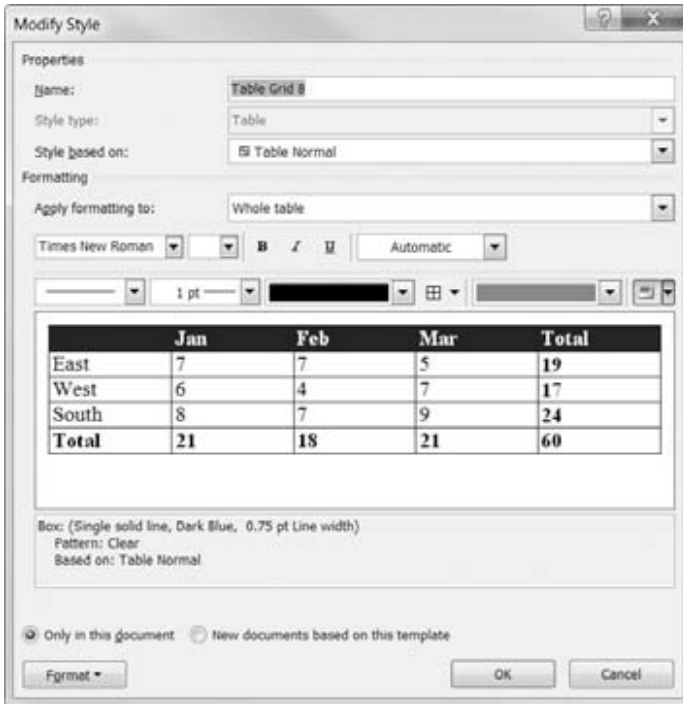 Modify Style
Properties
Name: Table Grid 8
Style type: Table
Style based on: Table Normal
Formatting
Apply formatting to: Whole table
Times New Roman B I U Automatic
1 pt
Jan Feb Mar Total
East 7 7 5 19
West 6 4 7 17
South 8 7 9 24
Total 21 18 21 60
Box: (Single solid line, Dark Blue, 0.75 pt Line width)
Pattern: Clear
Based on: Table Normal
Only in this document New documents based on this template
Format OK Cancel